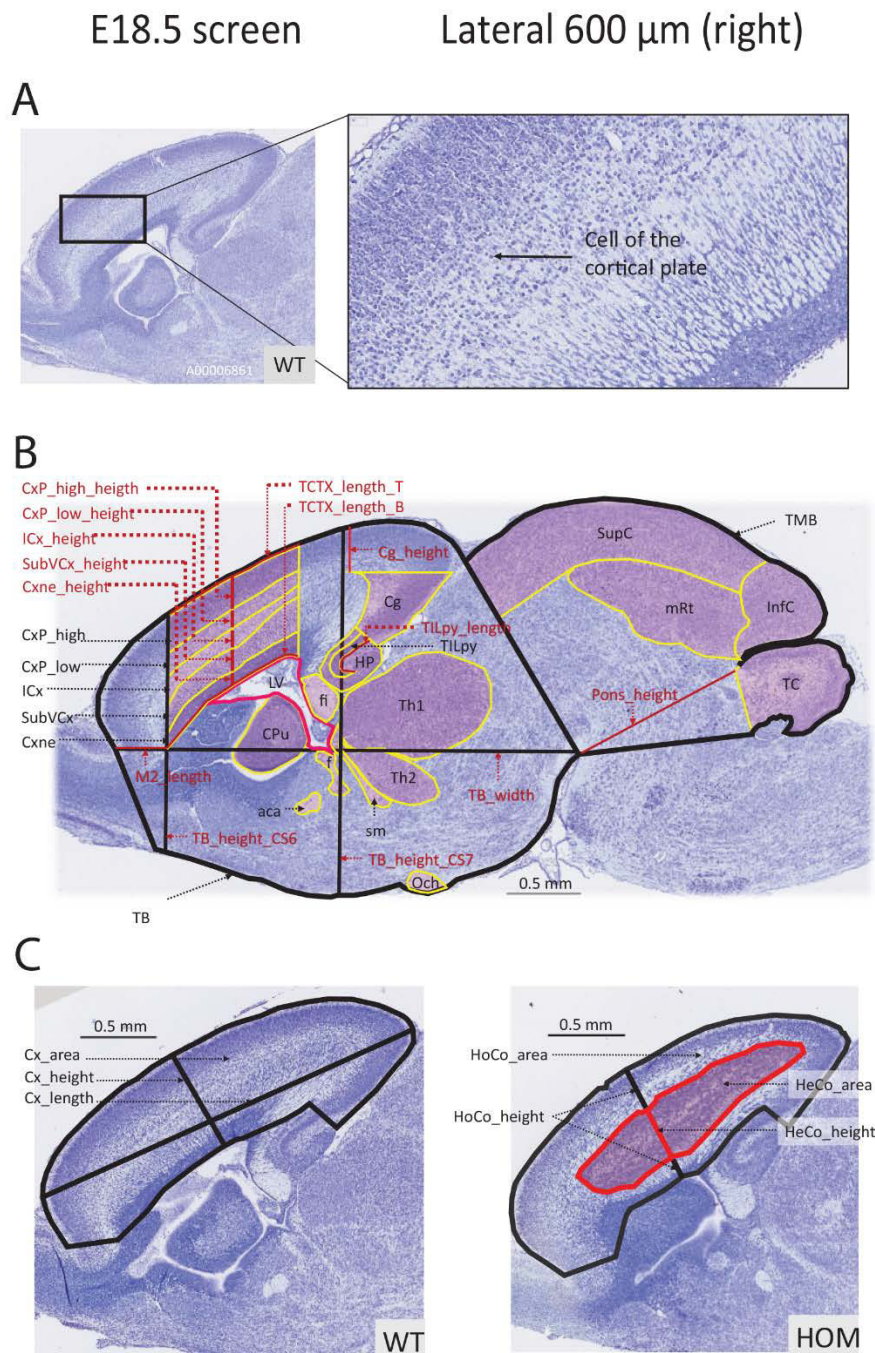 E18.5 screen
Lateral 600 µm (right)
A
Cell of the
cortical plate
WT
A00006861
B
CxP_high_heigth
CxP_low_height
ICx_height
SubVCx_height
Cxne_height
CxP_high
CxP_low
ICx
SubVCx
Cxne
TCTX_length_T
TCTX_length_B
Cg_height
Cg
TILpy_length
TILpy
HP
LV
fi
CPu
Th1
f
Th2
aca
sm
M2_length
TB_width
TB_height_CS6
TB_height_CS7
Och
0.5 mm
TB
SupC
TMB
mRt
InfC
TC
Pons_height
C
0.5 mm
Cx_area
Cx_height
Cx_length
WT
0.5 mm
HoCo_area
HoCo_height
HeCo_area
HeCo_height
HOM